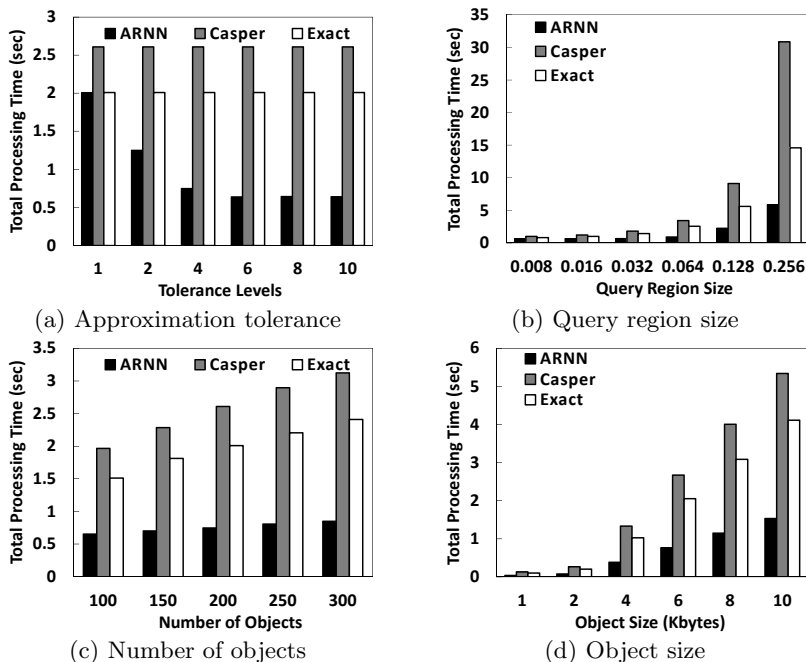 ARNN Casper Exact
Total Processing Time (sec)
3
2.5
2
1.5
1
0.5
0
1 2 4 6 8 10
Tolerance Levels
(a) Approximation tolerance
ARNN
Casper
Exact
Total Processing Time (sec)
35
30
25
20
15
10
5
0
0.008 0.016 0.032 0.064 0.128 0.256
Query Region Size
(b) Query region size
ARNN Casper Exact
Total Processing Time (sec)
3.5
3
2.5
2
1.5
1
0.5
0
100 150 200 250 300
Number of Objects
(c) Number of objects
ARNN
Casper
Exact
Total Processing Time (sec)
6
5
4
3
2
1
0
1 2 4 6 8 10
Object Size (Kbytes)
(d) Object size